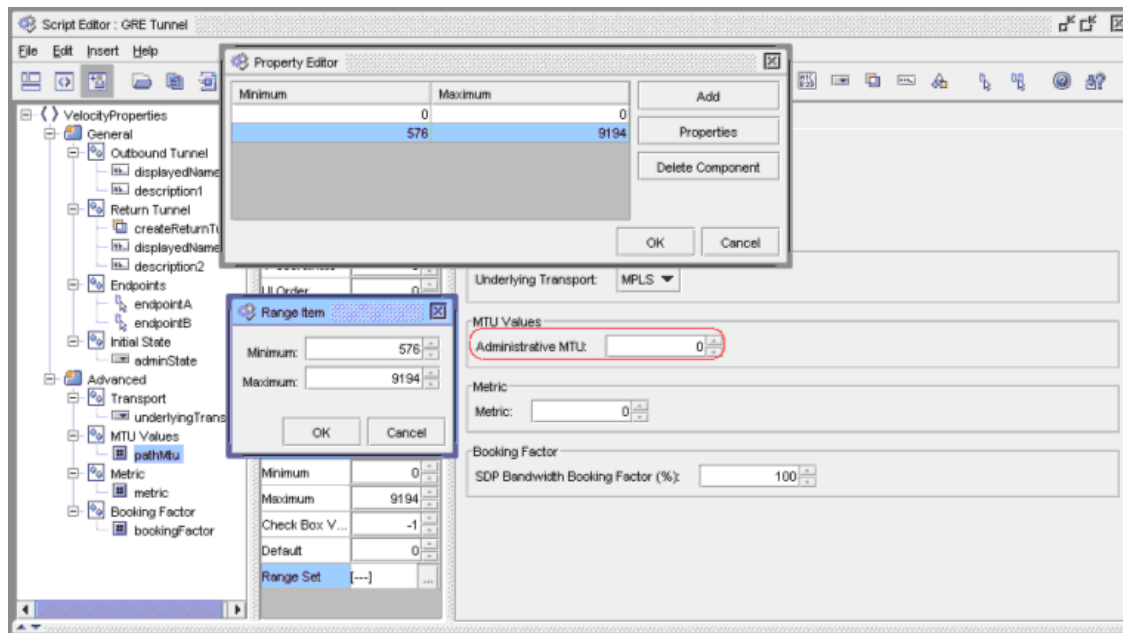 Script Editor : GRE Tunnel
File Edit Insert Help
Property Editor
Minimum Maximum
0 0
576 9194
Add
Properties
Delete Component
OK Cancel
VelocityProperties
General
Outbound Tunnel
displayedName
description1
Return Tunnel
createReturnTu
displayedName
description2
Endpoints
endpointA
endpointB
Initial State
adminState
Advanced
Transport
underlyingTrans
MTU Values
pathMtu
Metric
metric
Booking Factor
bookingFactor
UI Order 0
Range Item
Minimum: 576
Maximum: 9194
OK Cancel
Minimum 0
Maximum 9194
Check Box V... -1
Default 0
Range Set [---] ...
Underlying Transport: MPLS
MTU Values
Administrative MTU: 0
Metric
Metric: 0
Booking Factor
SDP Bandwidth Booking Factor (%): 100